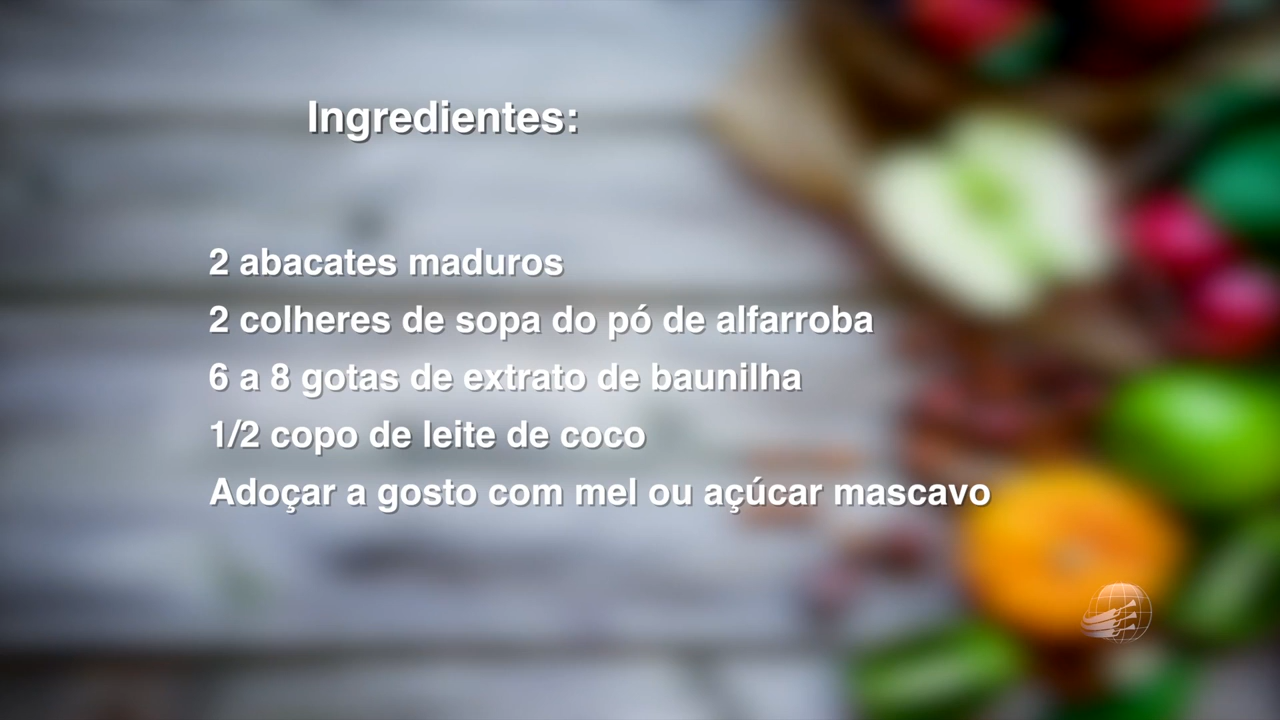 Ingredientes:
2 abacates maduros
2 colheres de sopa do pó de alfarroba
6 a 8 gotas de extrato de baunilha
1/2 copo de leite de coco
Adoçar a gosto com mel ou açúcar mascavo